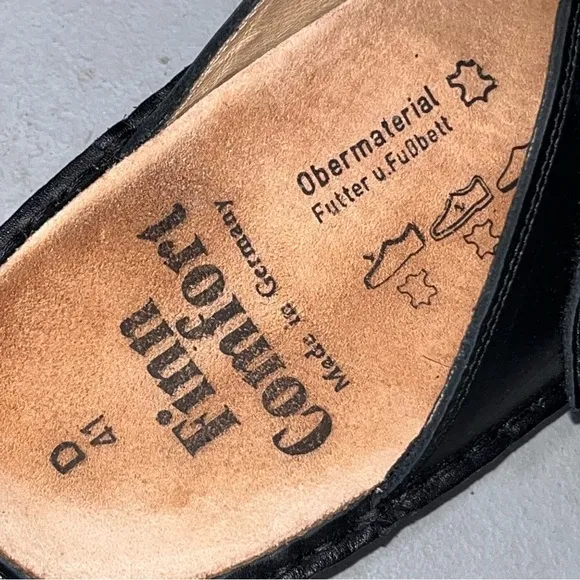 Obermaterial
Futter u.Fußbett
Finn
Comfort
Made in Germany
D
41